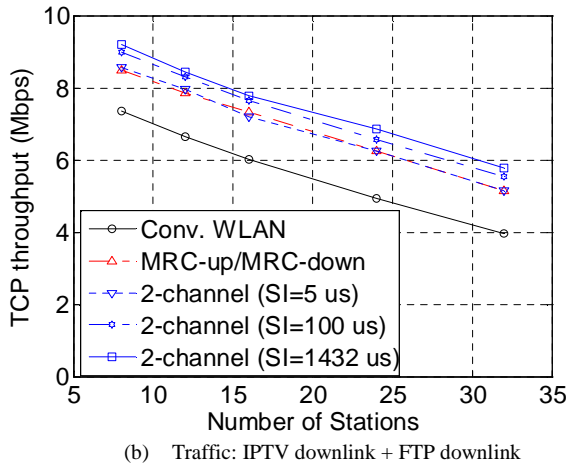 10
8
6
4
2
0
TCP throughput (Mbps)
Conv. WLAN
MRC-up/MRC-down
2-channel (SI=5 us)
2-channel (SI=100 us)
2-channel (SI=1432 us)
5 10 15 20 25 30 35
Number of Stations
(b) Traffic: IPTV downlink + FTP downlink